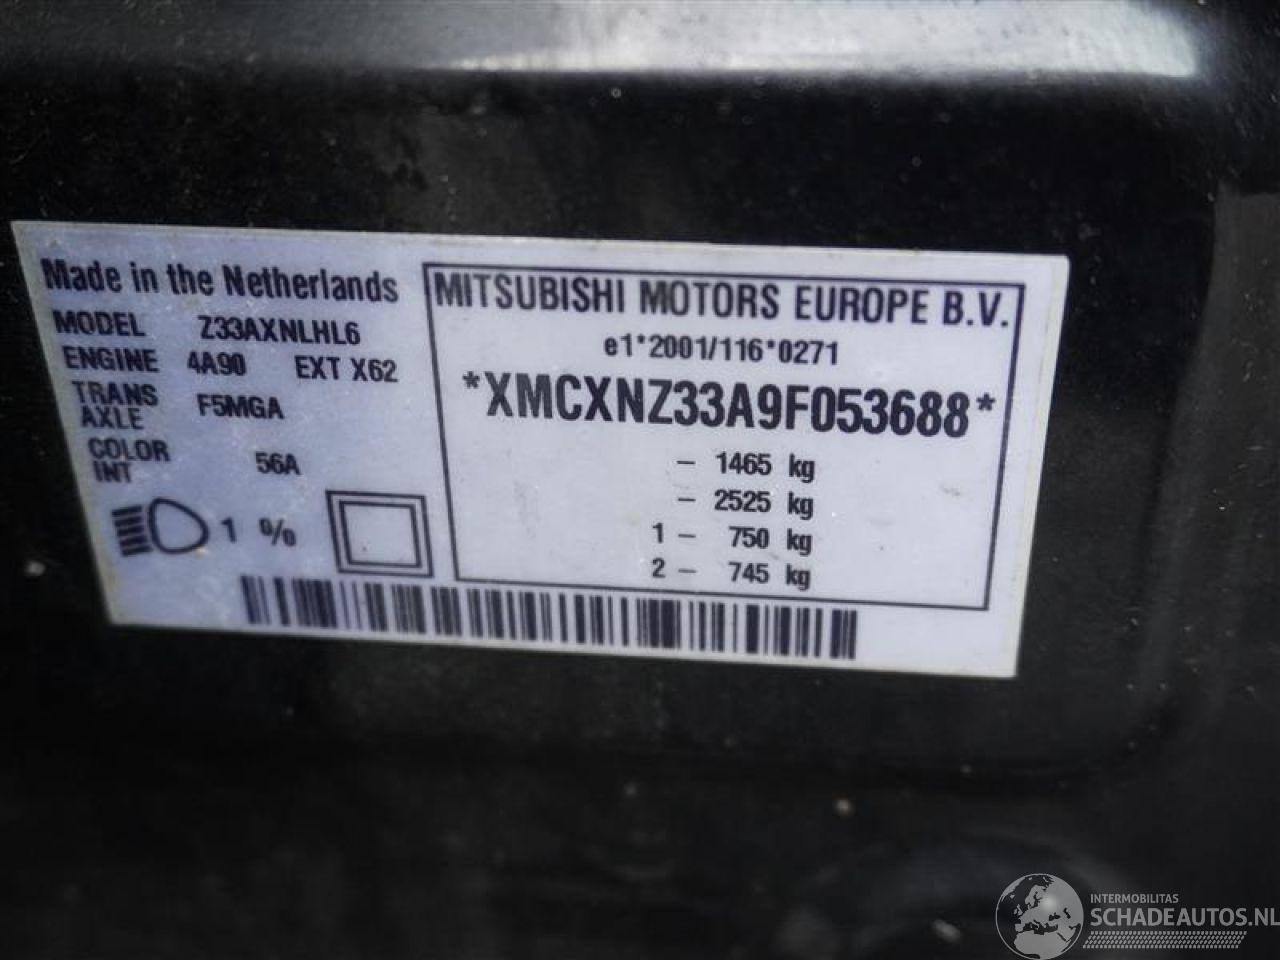 Made in the Netherlands
MODEL Z33AXNLHL6
ENGINE 4A90 EXT X62
TRANS
AXLE F5MGA
COLOR
INT 56A
1 %
MITSUBISHI MOTORS EUROPE B.V.
e1*2001/116*0271
*XMCXNZ33A9F053688*
- 1465 kg
- 2525 kg
1 - 750 kg
2 - 745 kg
INTERMOBILITAS
SCHADEAUTOS.NL